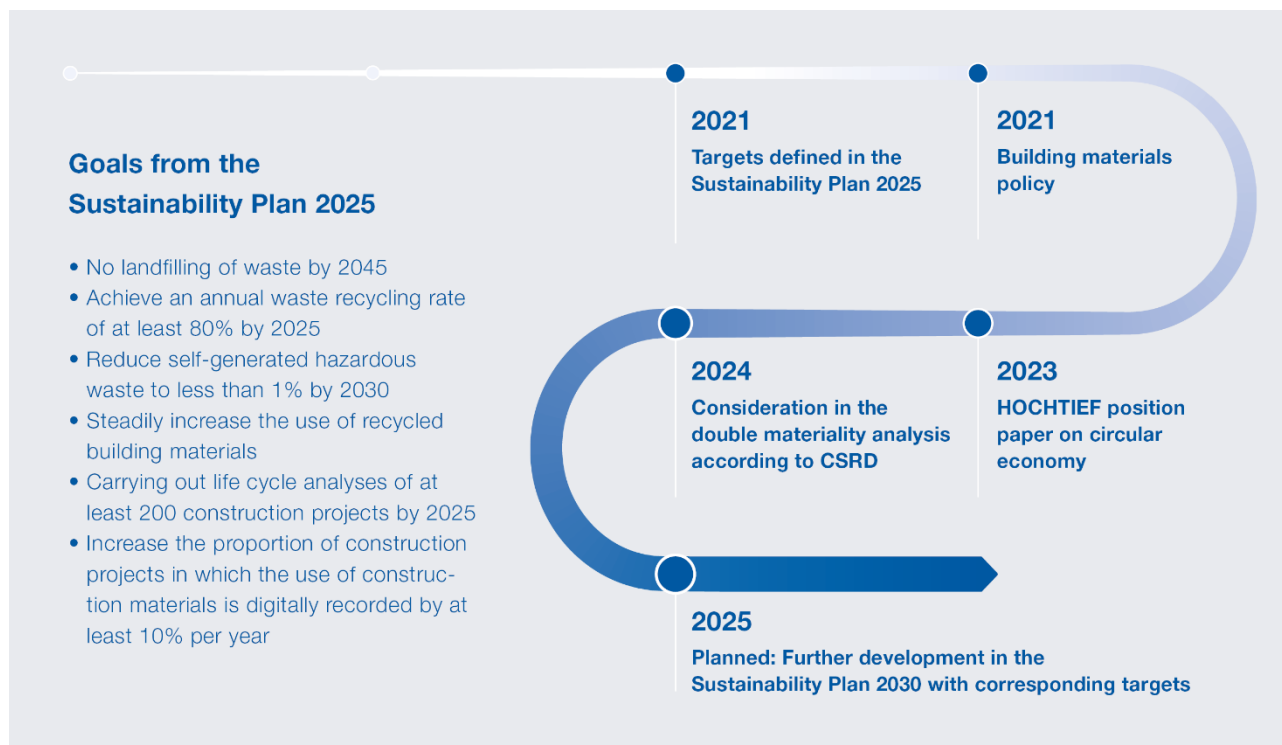 Goals from the
Sustainability Plan 2025
• No landfilling of waste by 2045
• Achieve an annual waste recycling rate
of at least 80% by 2025
• Reduce self-generated hazardous
waste to less than 1% by 2030
• Steadily increase the use of recycled
building materials
• Carrying out life cycle analyses of at
least 200 construction projects by 2025
• Increase the proportion of construction
projects in which the use of construc-
tion materials is digitally recorded by at
least 10% per year
2021
Targets defined in the
Sustainability Plan 2025
2021
Building materials
policy
2023
HOCHTIEF position
paper on circular
economy
2024
Consideration in the
double materiality analysis
according to CSRD
2025
Planned: Further development in the
Sustainability Plan 2030 with corresponding targets